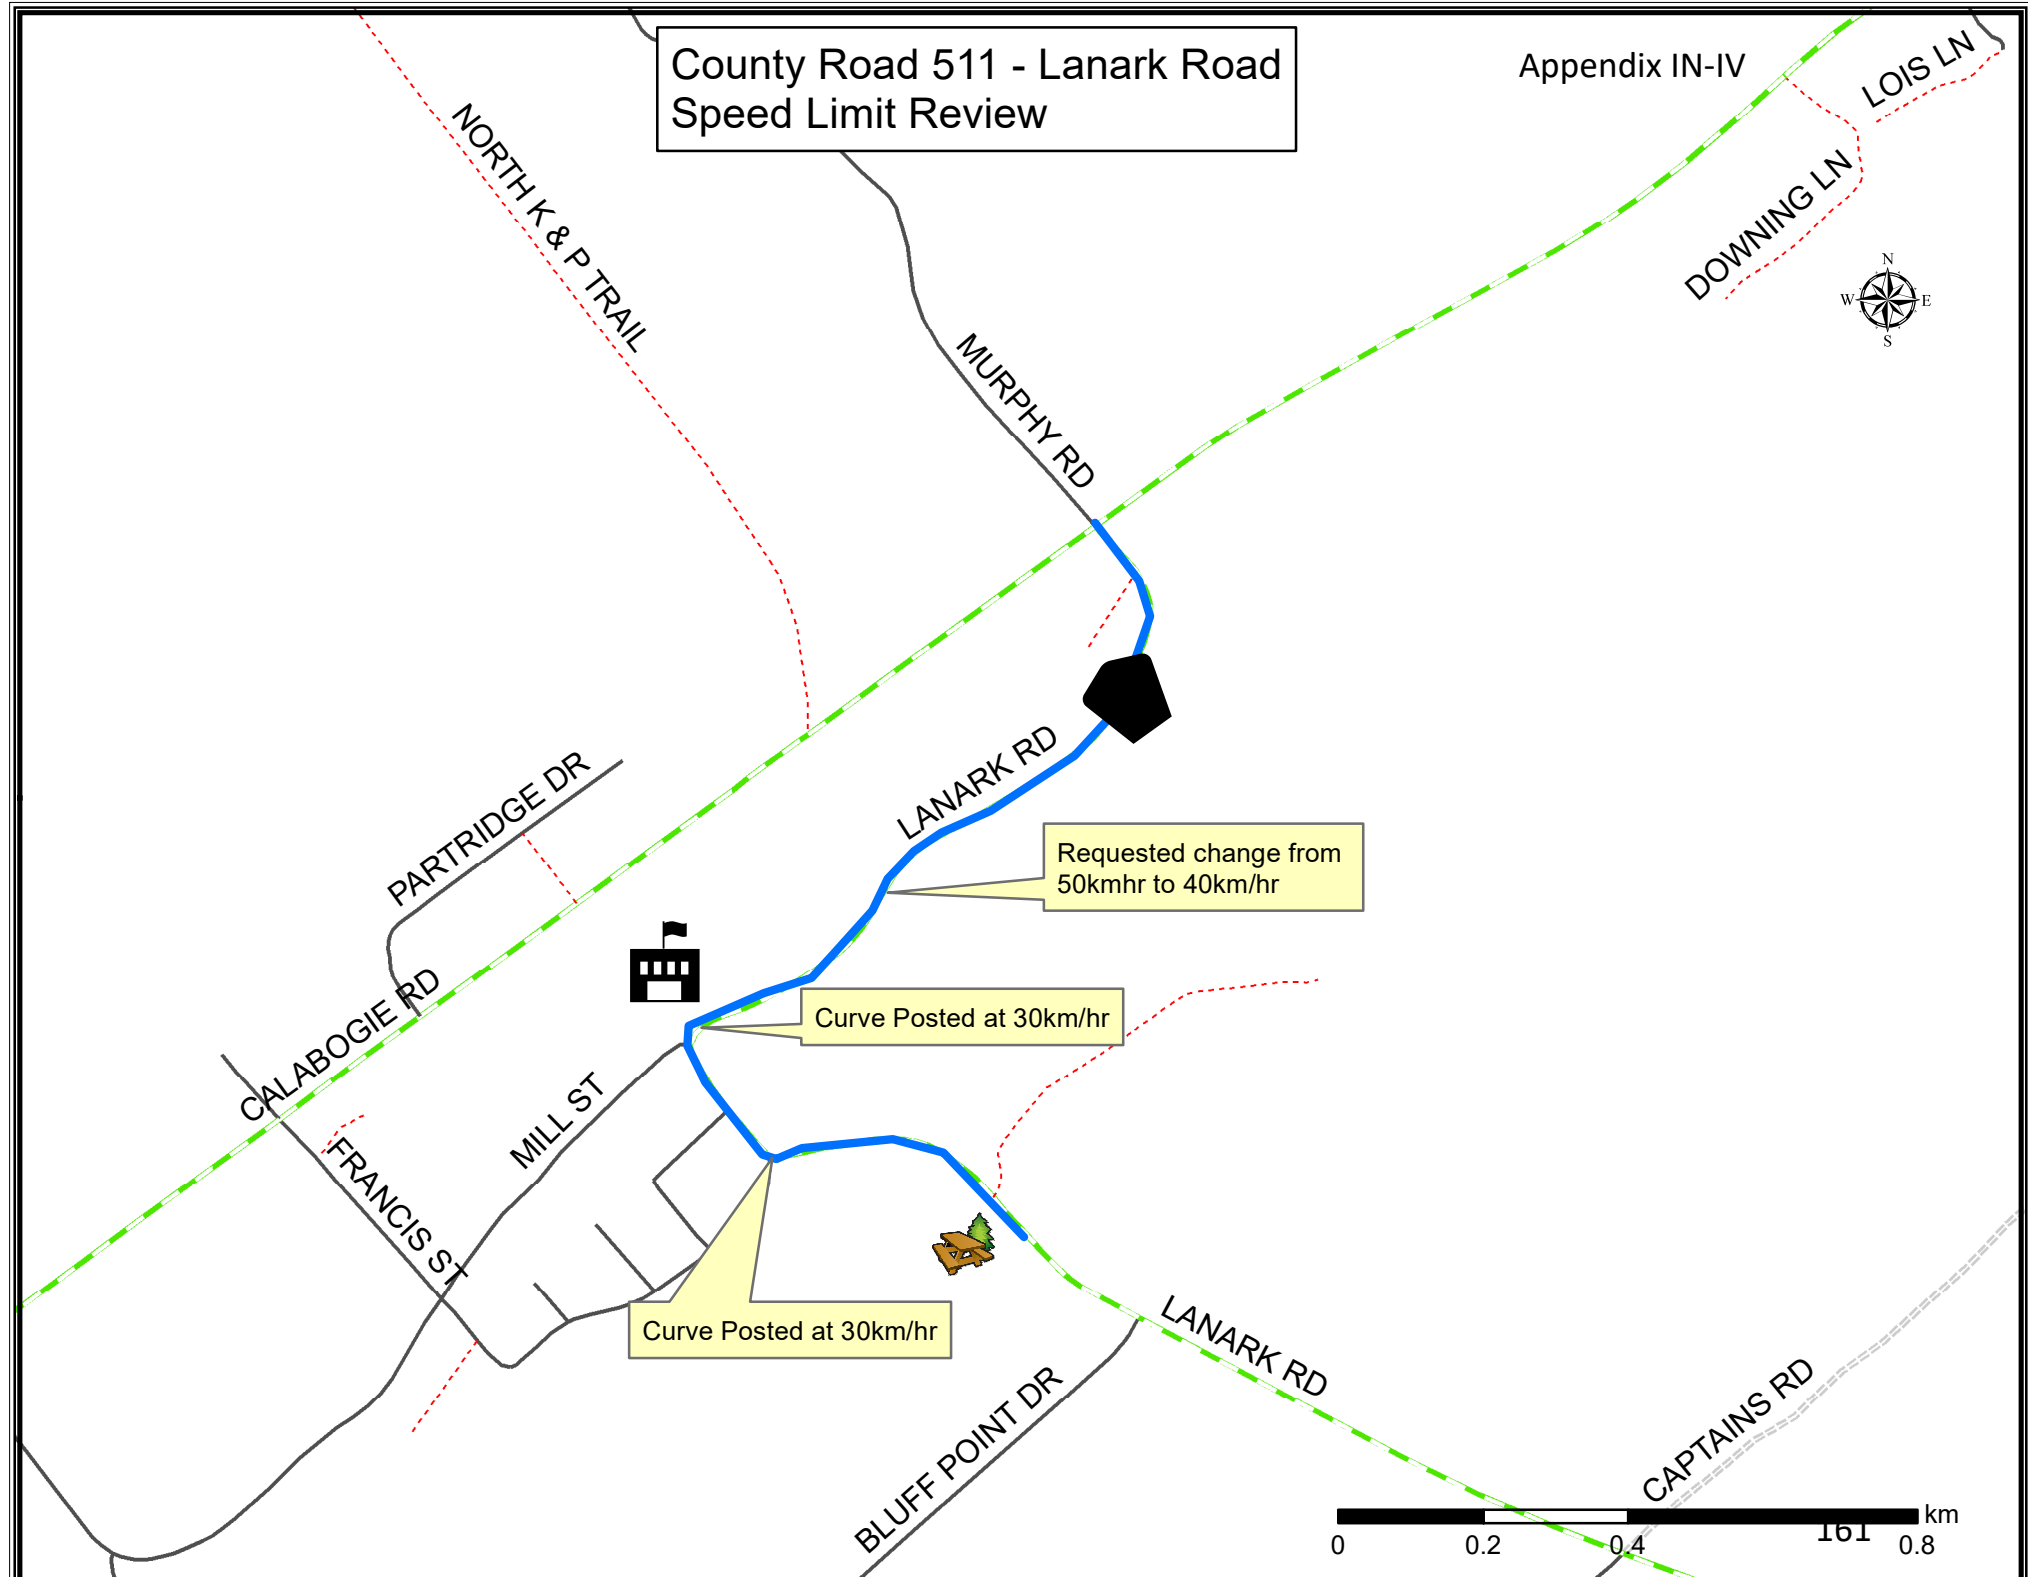 County Road 511 - Lanark Road
Speed Limit Review
Appendix IN-IV
LOIS LN
NORTH K & P TRAIL
DOWNING LN
N
W
E
S
MURPHY RD
LANARK RD
PARTRIDGE DR
Requested change from
50kmhr to 40km/hr
CALABOGIE RD
Curve Posted at 30km/hr
MILL ST
FRANCIS ST
Curve Posted at 30km/hr
LANARK RD
BLUFF POINT DR
CAPTAINS RD
km
161
0
0.2
0.4
0.8